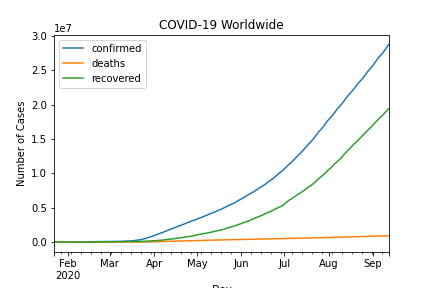 COVID-19 Worldwide
1e7
3.0
2.5
2.0
1.5
1.0
0.5
0.0
Number of Cases
confirmed
deaths
recovered
Feb Mar Apr May Jun Jul Aug Sep
2020